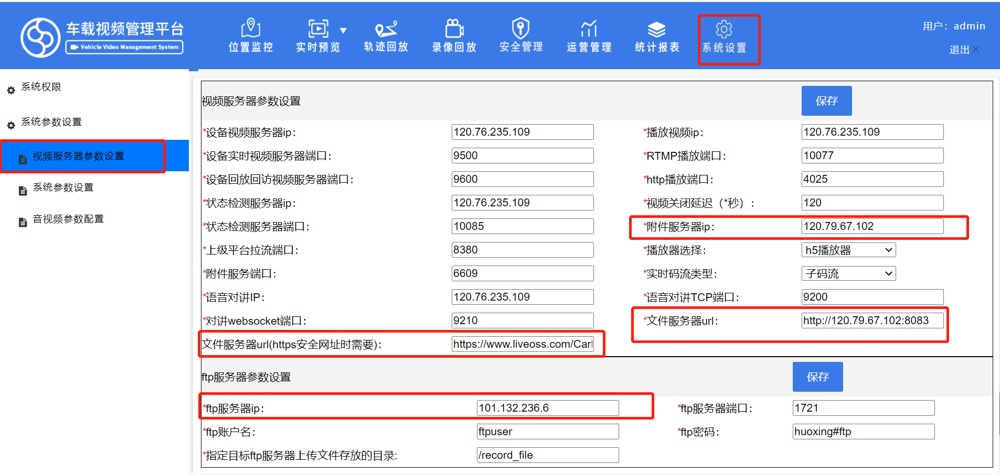 车载视频管理平台
Vehicle Video Management System
位置监控
实时预览
轨迹回放
录像回放
安全管理
运营管理
统计报表
系统设置
用户：admin
退出
系统权限
系统参数设置
视频服务器参数设置
系统参数设置
音视频参数配置
视频服务器参数设置 保存
*设备视频服务器ip： 120.76.235.109 *播放视频ip： 120.76.235.109
*设备实时视频服务器端口： 9500 *RTMP播放端口： 10077
*设备回放回访视频服务器端口： 9600 *http播放端口： 4025
*状态检测服务器ip： 120.76.235.109 *视频关闭延迟（*秒）： 120
*状态检测服务器端口： 10085 *附件服务器ip： 120.79.67.102
*上级平台拉流端口： 8380 *播放器选择： h5播放器
*附件服务端口： 6609 *实时码流类型： 子码流
*语音对讲IP： 120.76.235.109 *语音对讲TCP端口： 9200
*对讲websocket端口： 9210 *文件服务器url： http://120.79.67.102:8083
文件服务器url(https安全网址时需要)： https://www.liveoss.com/Carl
ftp服务器参数设置 保存
*ftp服务器ip： 101.132.236.6 *ftp服务器端口： 1721
*ftp账户名： ftpuser *ftp密码： huoxing#ftp
*指定目标ftp服务器上传文件存放的目录: /record_file